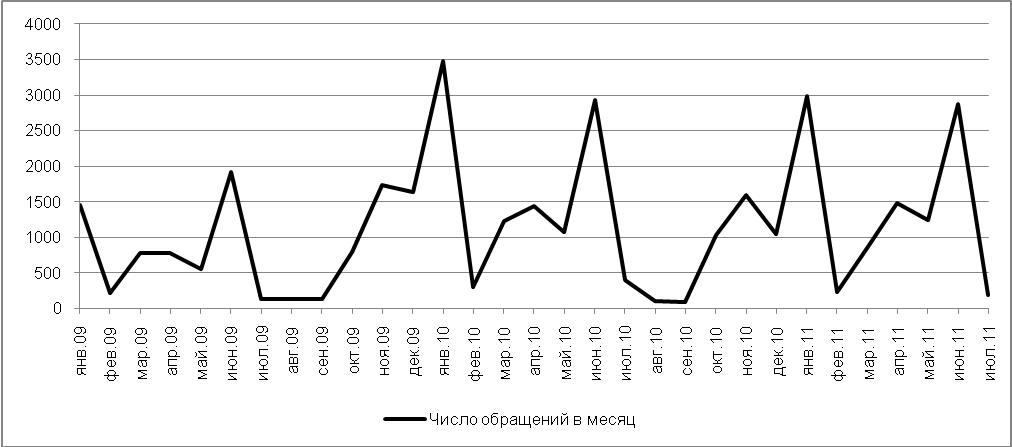 4000
3500
3000
2500
2000
1500
1000
500
0
янв.09
фев.09
мар.09
апр.09
май.09
июн.09
июл.09
авг.09
сен.09
окт.09
ноя.09
дек.09
янв.10
фев.10
мар.10
апр.10
май.10
июн.10
июл.10
авг.10
сен.10
окт.10
ноя.10
дек.10
янв.11
фев.11
мар.11
апр.11
май.11
июн.11
июл.11
Число обращений в месяц